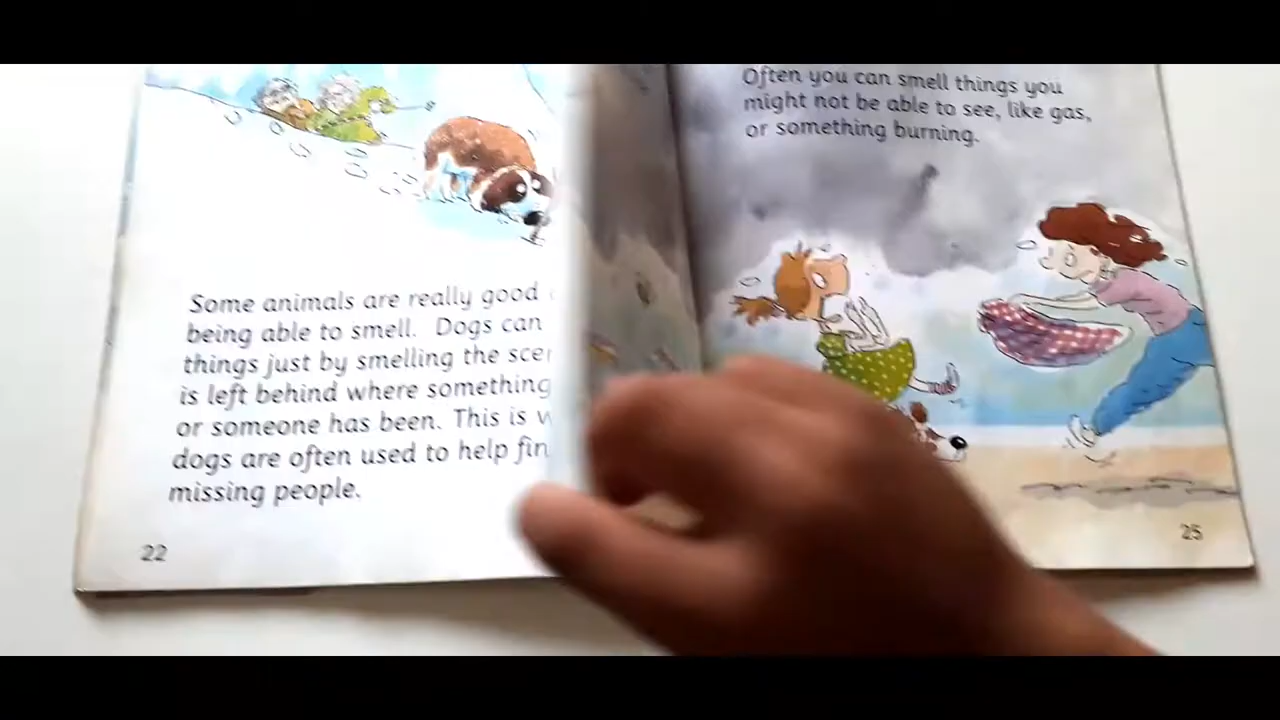 Some animals are really good
being able to smell. Dogs can
things just by smelling the
is left behind where something
or someone has been. This is
dogs are often used to help
missing people.
22
Often you can smell things you
might not be able to see, like gas,
or something burning.
25